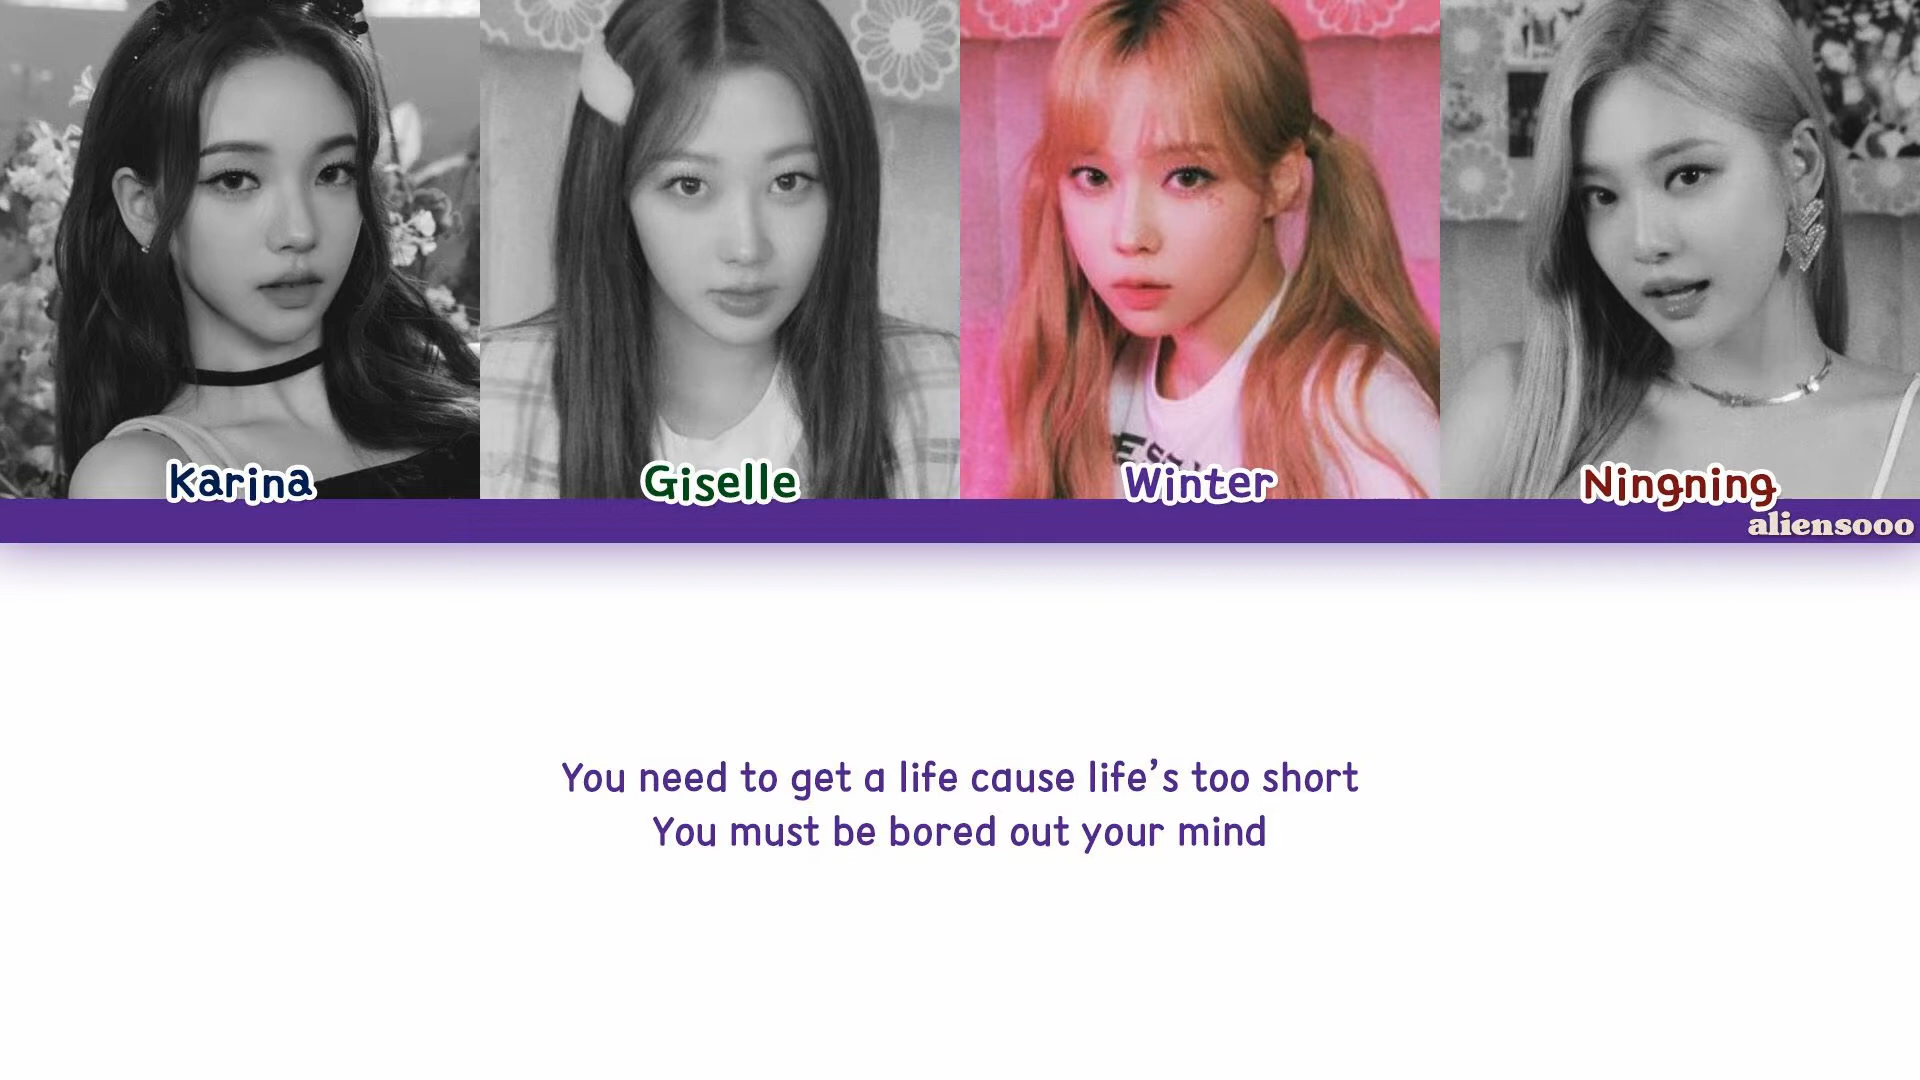 Karina
Giselle
Winter
Ningning
aliensooo
You need to get a life cause life’s too short
You must be bored out your mind